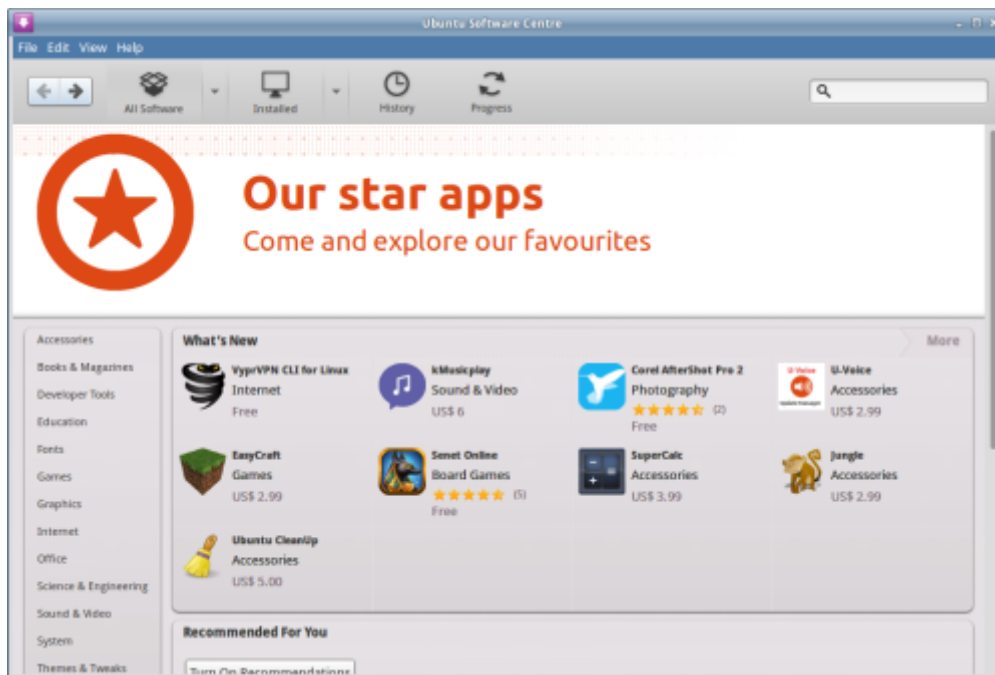 Ubuntu Software Centre
File Edit View Help
All Software
Installed
History
Progress
Our star apps
Come and explore our favourites
Accessories
Books & Magazines
Developer Tools
Education
Fonts
Games
Graphics
Internet
Office
Science & Engineering
Sound & Video
System
Themes & Tweaks
What's New
More
VyprVPN CLI for Linux
Internet
Free
kMusicplay
Sound & Video
US$ 6
Corel AfterShot Pro 2
Photography
(2)
Free
U-Voice
update manager
U-Voice
Accessories
US$ 2.99
EasyCraft
Games
US$ 2.99
Senet Online
Board Games
(5)
Free
SuperCalc
Accessories
US$ 3.99
Jungle
Accessories
US$ 2.99
Ubuntu CleanUp
Accessories
US$ 5.00
Recommended For You
Turn On Recommendations